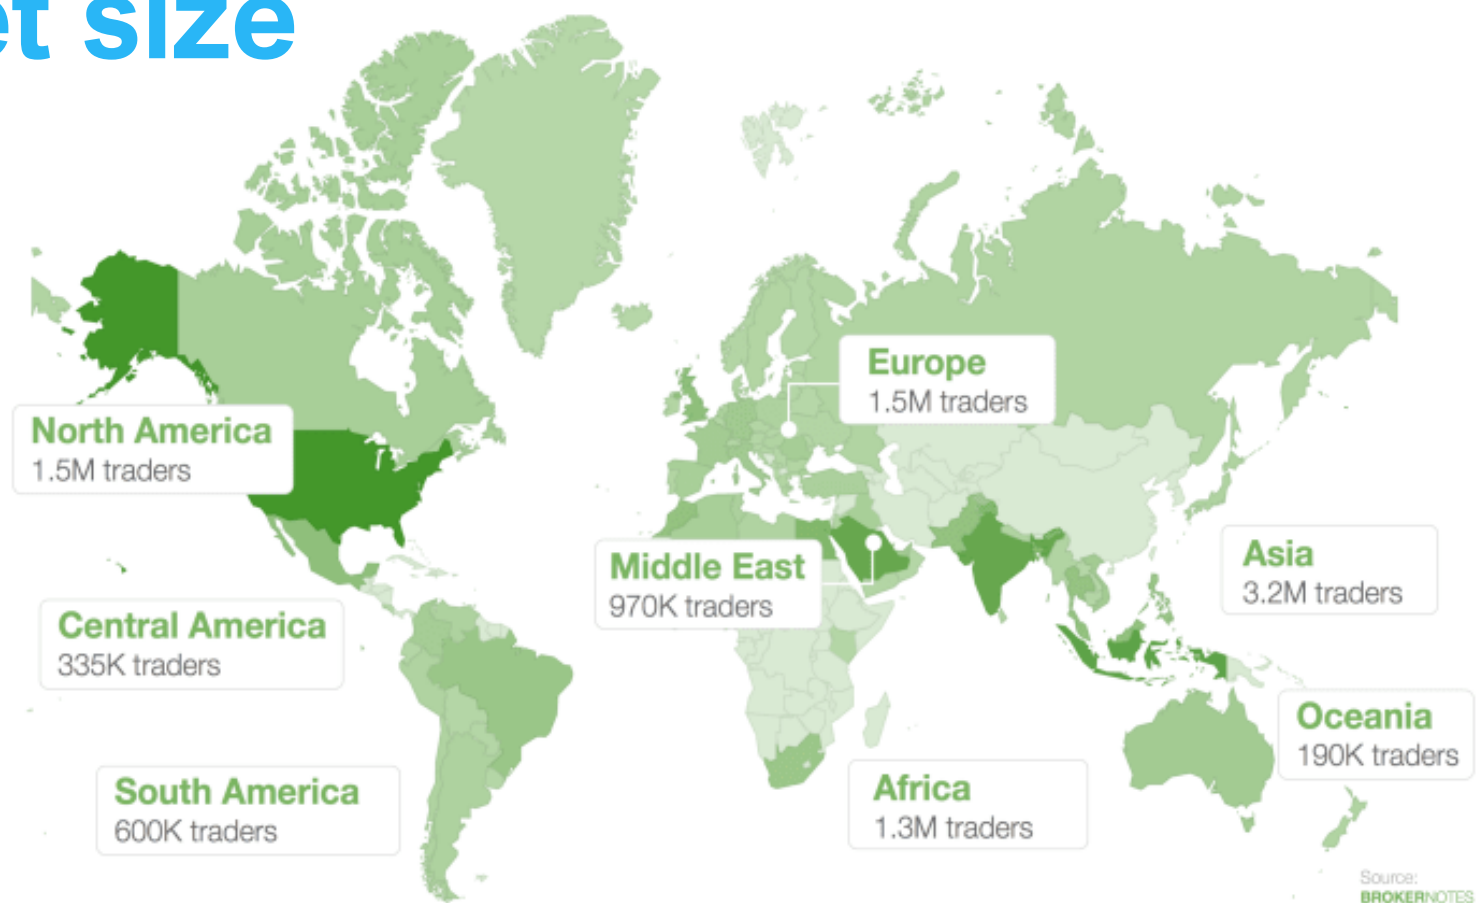 et size
Europe
1.5M traders
North America
1.5M traders
Middle East
970K traders
Asia
3.2M traders
Central America
335K traders
Oceania
190K traders
South America
600K traders
Africa
1.3M traders
Source:
BROKERNOTES